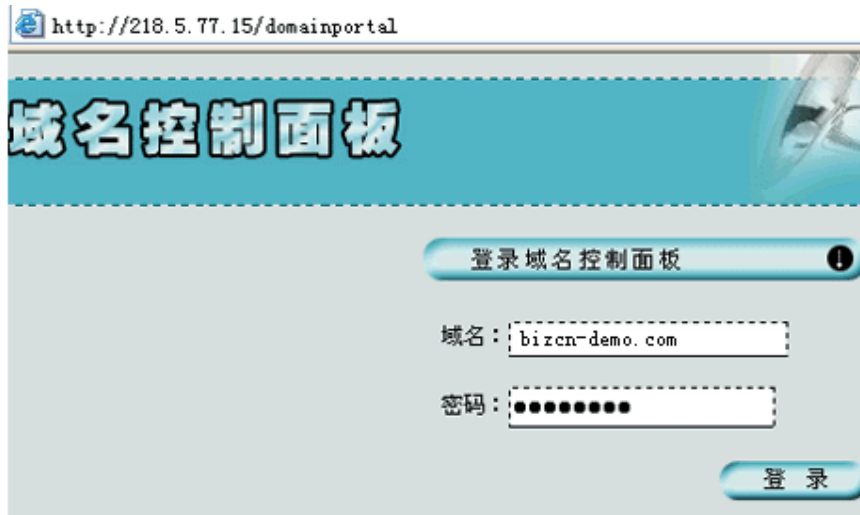 http://218.5.77.15/domainportal
域名控制面板
登录域名控制面板
域名：bizcn-demo.com
密码：●●●●●●●●
登 录